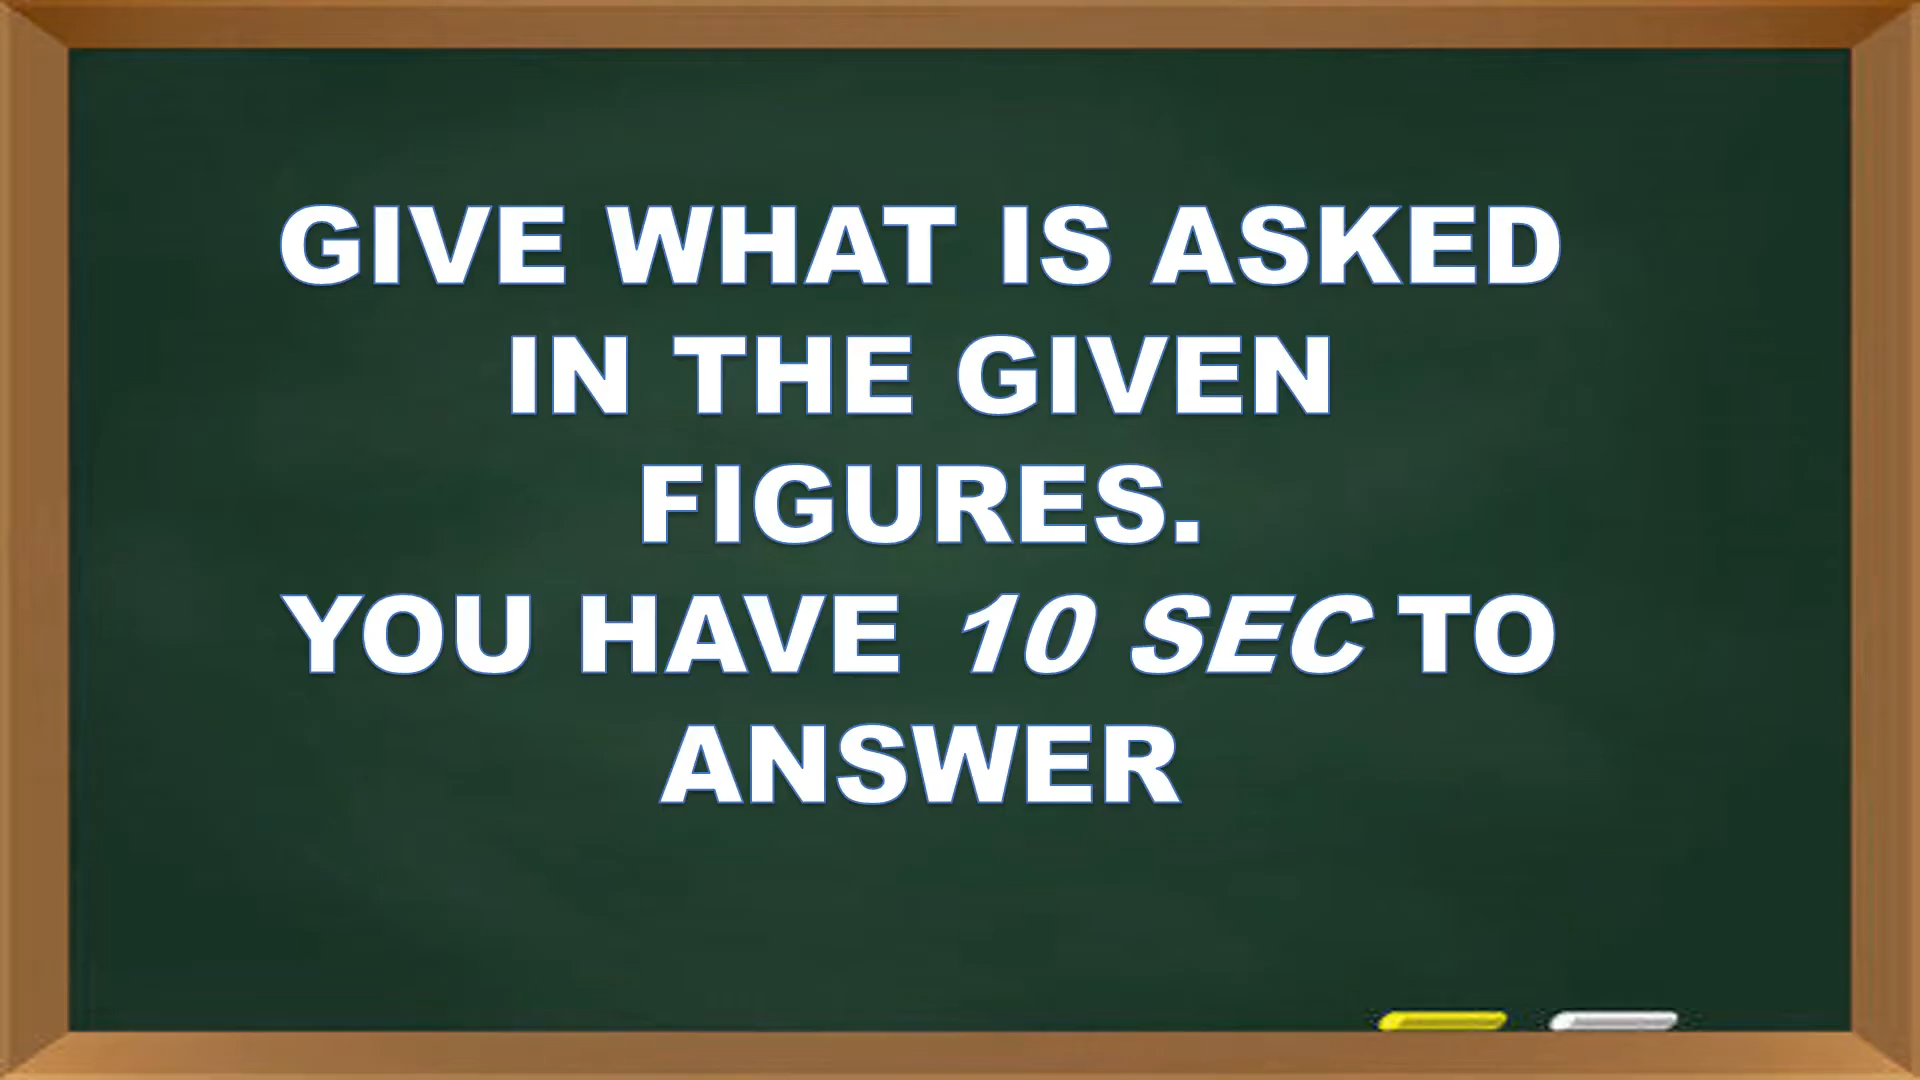 GIVE WHAT IS ASKED
IN THE GIVEN
FIGURES.
YOU HAVE 10 SEC TO
ANSWER